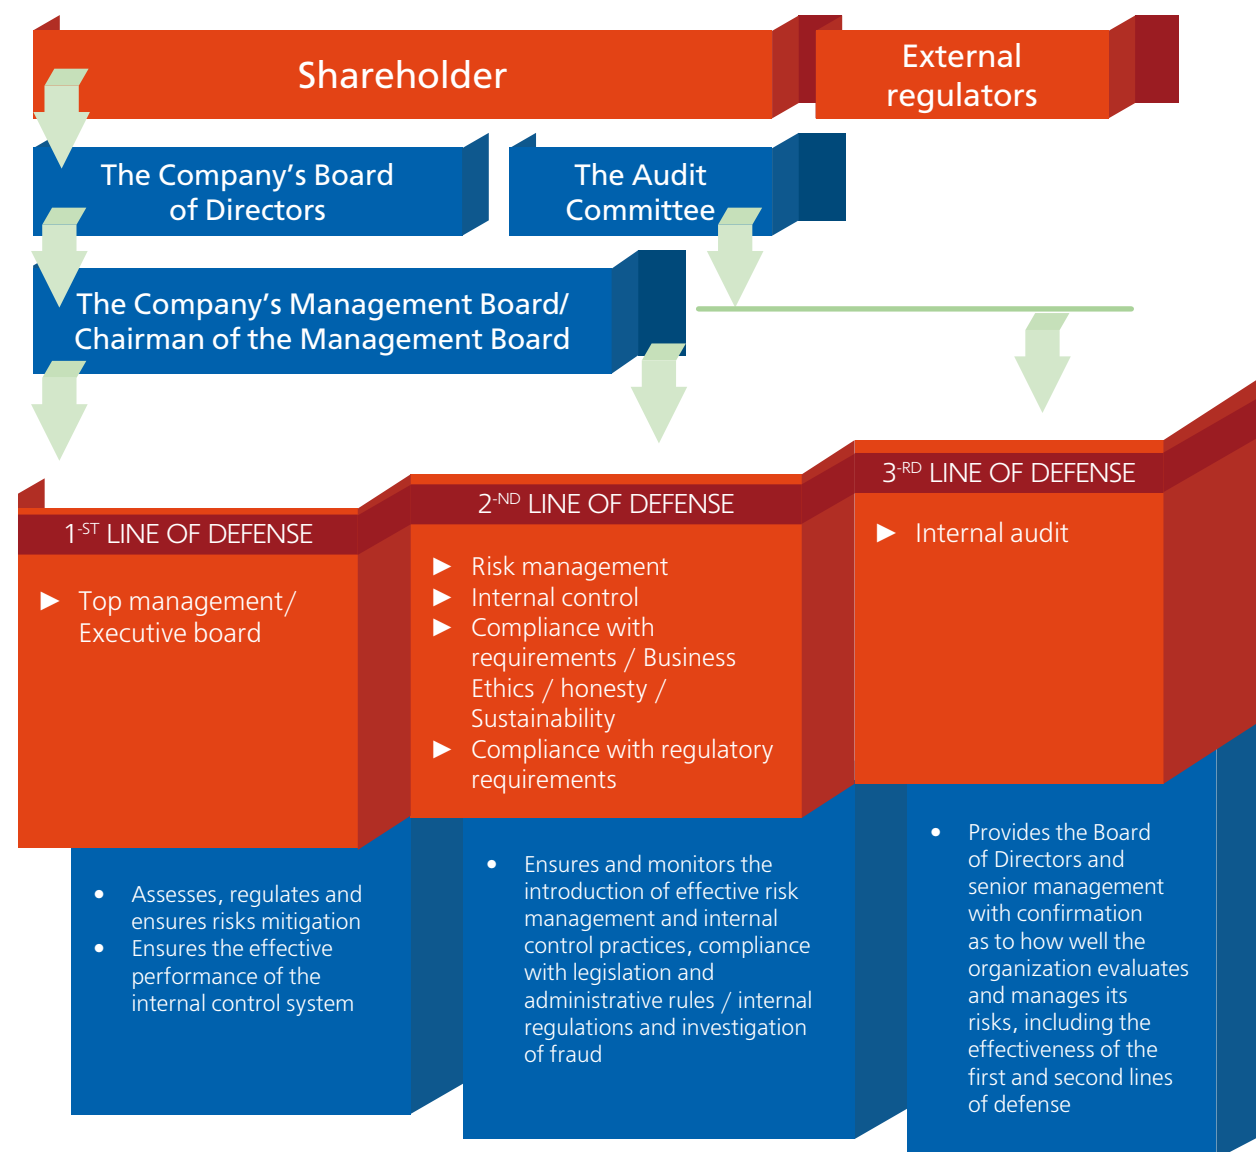 Shareholder
External
regulators
The Company's Board
of Directors
The Audit
Committee
The Company's Management Board/
Chairman of the Management Board
1-ST LINE OF DEFENSE
► Top management/
Executive board
• Assesses, regulates and
ensures risks mitigation
• Ensures the effective
performance of the
internal control system
2-ND LINE OF DEFENSE
► Risk management
► Internal control
► Compliance with
requirements / Business
Ethics / honesty /
Sustainability
► Compliance with regulatory
requirements
• Ensures and monitors the
introduction of effective risk
management and internal
control practices, compliance
with legislation and
administrative rules / internal
regulations and investigation
of fraud
3-RD LINE OF DEFENSE
► Internal audit
• Provides the Board
of Directors and
senior management
with confirmation
as to how well the
organization evaluates
and manages its
risks, including the
effectiveness of the
first and second lines
of defense